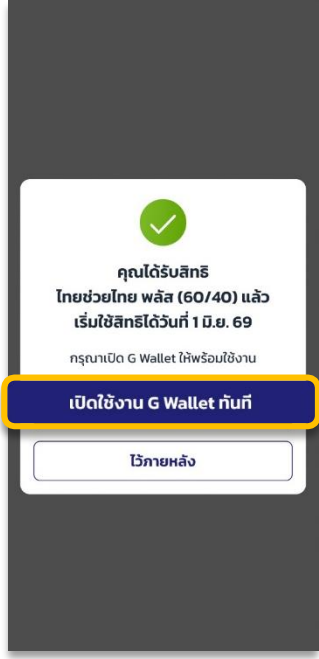 คุณได้รับสิทธิ
ไทยช่วยไทย พลัส (60/40) แล้ว
เริ่มใช้สิทธิได้วันที่ 1 มิ.ย. 69
กรุณาเปิด G Wallet ให้พร้อมใช้งาน
เปิดใช้งาน G Wallet ทันที
ไว้ภายหลัง